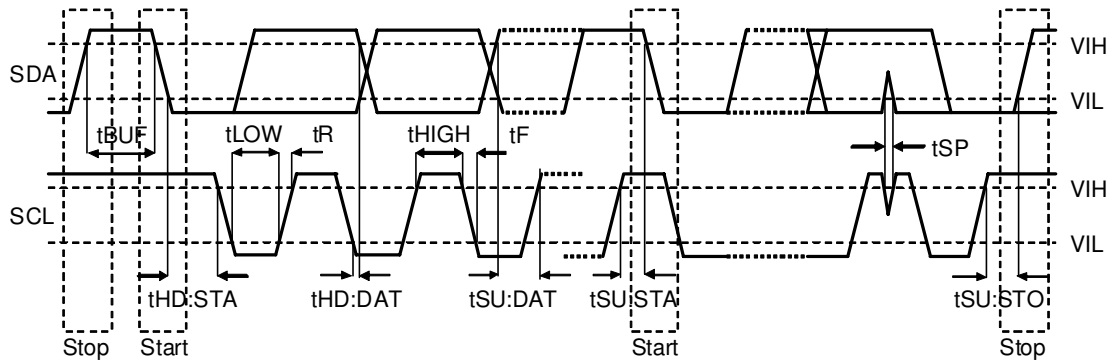 SDA
VIH
VIL
tBUF
tLOW
tR
tHIGH
tF
tSP
SCL
VIH
VIL
tHD:STA
tHD:DAT
tSU:DAT
tSU:STA
tSU:STO
Stop
Start
Start
Stop